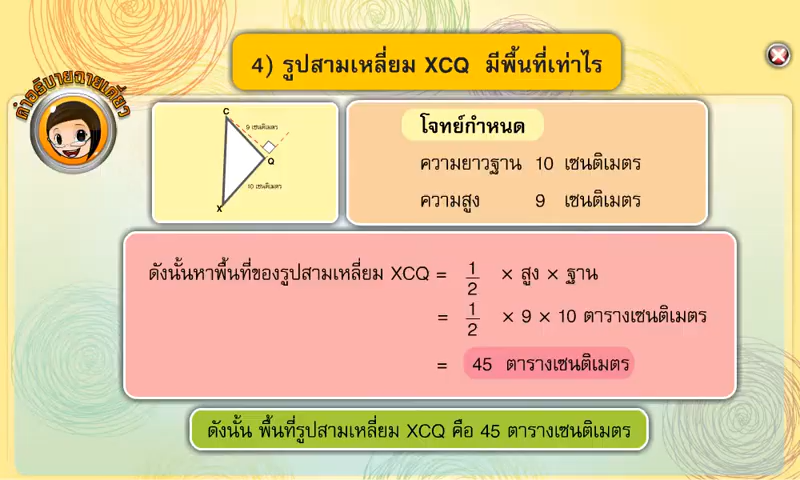 4) รูปสามเหลี่ยม XCQ มีพื้นที่เท่าไร
คำอธิบายฉายเดี่ยว
C
9 เซนติเมตร
Q
10 เซนติเมตร
X
โจทย์กำหนด
ความยาวฐาน 10 เซนติเมตร
ความสูง 9 เซนติเมตร
ดังนั้นหาพื้นที่ของรูปสามเหลี่ยม XCQ = 1/2 × สูง × ฐาน
= 1/2 × 9 × 10 ตารางเซนติเมตร
= 45 ตารางเซนติเมตร
ดังนั้น พื้นที่รูปสามเหลี่ยม XCQ คือ 45 ตารางเซนติเมตร